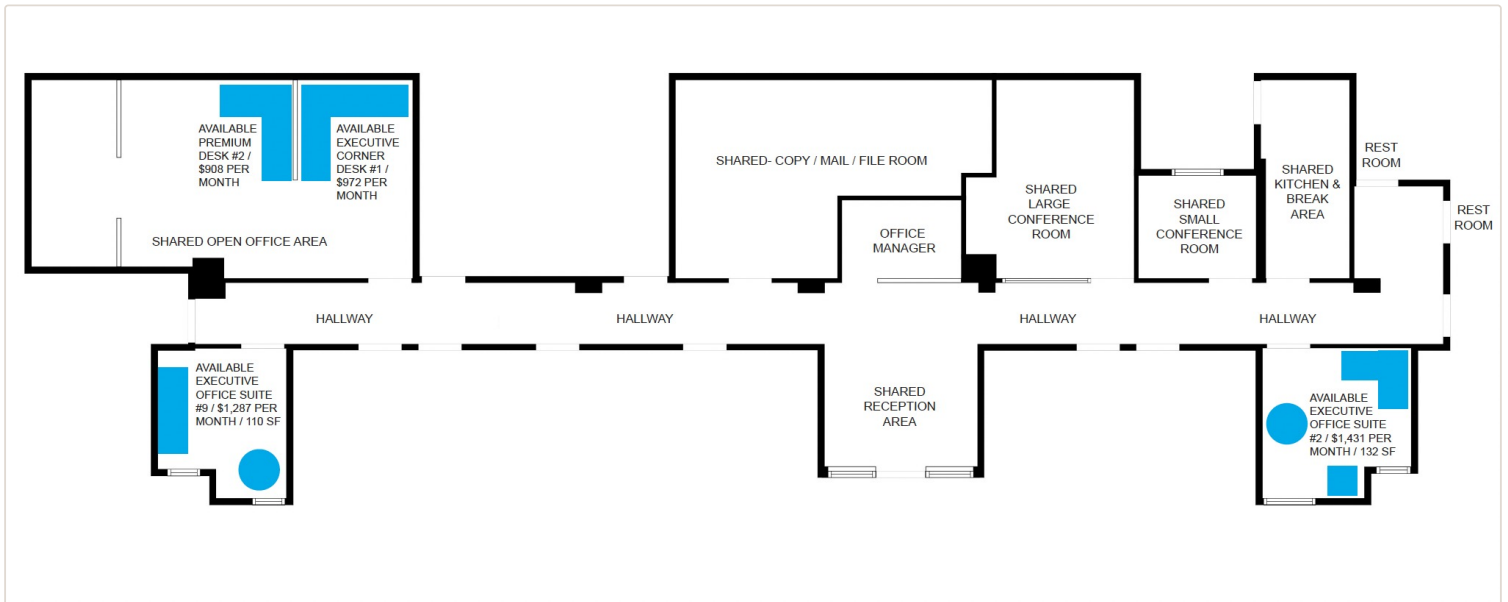 AVAILABLE
PREMIUM
DESK #2 /
$908 PER
MONTH
AVAILABLE
EXECUTIVE
CORNER
DESK #1 /
$972 PER
MONTH
SHARED OPEN OFFICE AREA
SHARED- COPY / MAIL / FILE ROOM
OFFICE
MANAGER
SHARED
LARGE
CONFERENCE
ROOM
SHARED
SMALL
CONFERENCE
ROOM
SHARED
KITCHEN &
BREAK
AREA
REST
ROOM
REST
ROOM
HALLWAY
HALLWAY
HALLWAY
HALLWAY
AVAILABLE
EXECUTIVE
OFFICE SUITE
#9 / $1,287 PER
MONTH / 110 SF
SHARED
RECEPTION
AREA
AVAILABLE
EXECUTIVE
OFFICE SUITE
#2 / $1,431 PER
MONTH / 132 SF